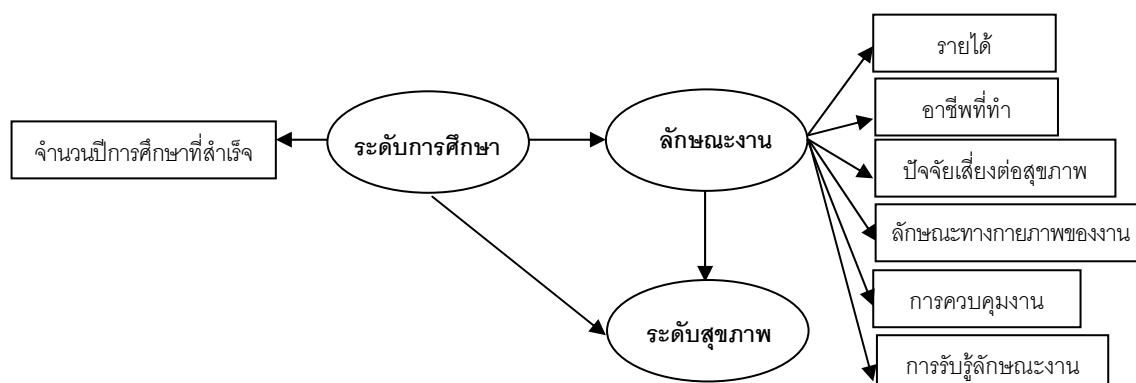 รายได้
อาชีพที่ทำ
จำนวนปีการศึกษาที่สำเร็จ
ระดับการศึกษา
ลักษณะงาน
ปัจจัยเสี่ยงต่อสุขภาพ
ลักษณะทางกายภาพของงาน
การควบคุมงาน
ระดับสุขภาพ
การรับรู้ลักษณะงาน